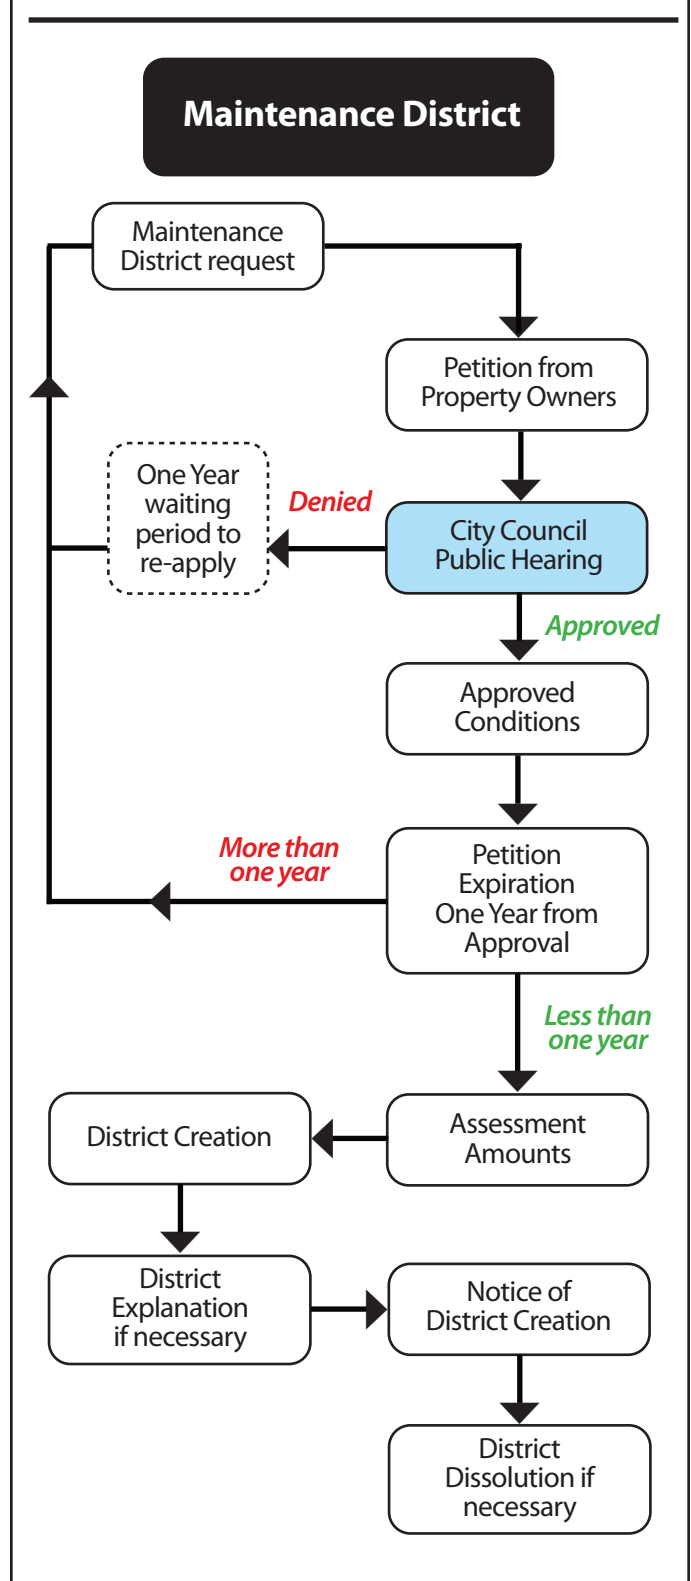 Maintenance District
Maintenance
District request
Petition from
Property Owners
One Year
waiting
period to
re-apply
Denied
City Council
Public Hearing
Approved
Approved
Conditions
More than
one year
Petition
Expiration
One Year from
Approval
Less than
one year
District Creation
Assessment
Amounts
District
Explanation
if necessary
Notice of
District Creation
District
Dissolution if
necessary